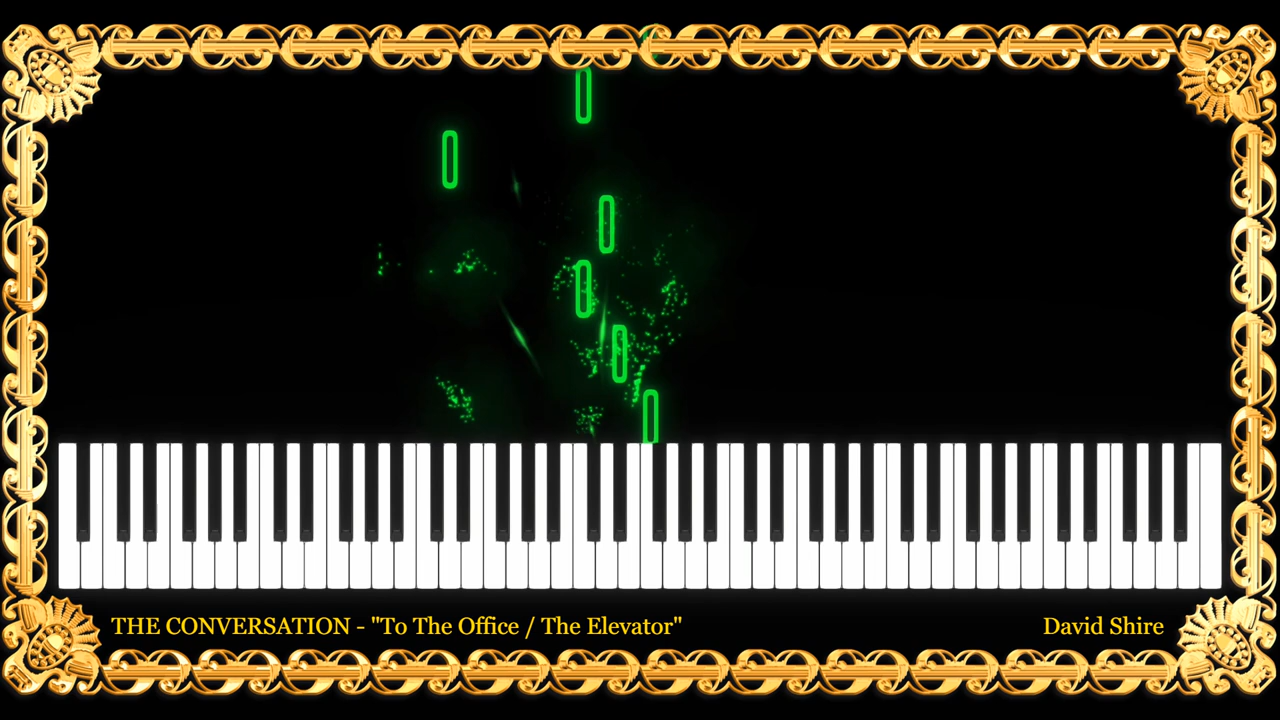 THE CONVERSATION - "To The Office / The Elevator"
David Shire